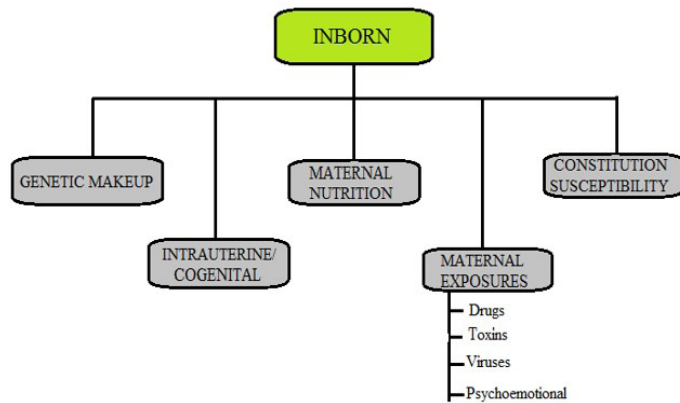 INBORN
GENETIC MAKEUP
MATERNAL
NUTRITION
CONSTITUTION
SUSCEPTIBILITY
INTRAUTERINE/
COGENITAL
MATERNAL
EXPOSURES
Drugs
Toxins
Viruses
Psychoemotional